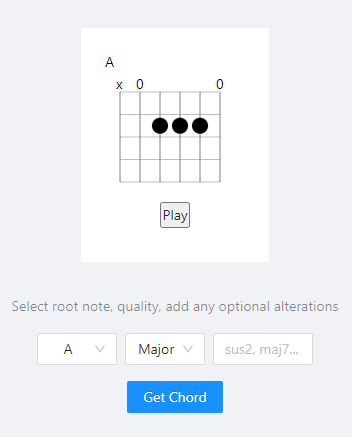 A
x 0 0
Play
Select root note, quality, add any optional alterations
A Major sus2, maj7...
Get Chord